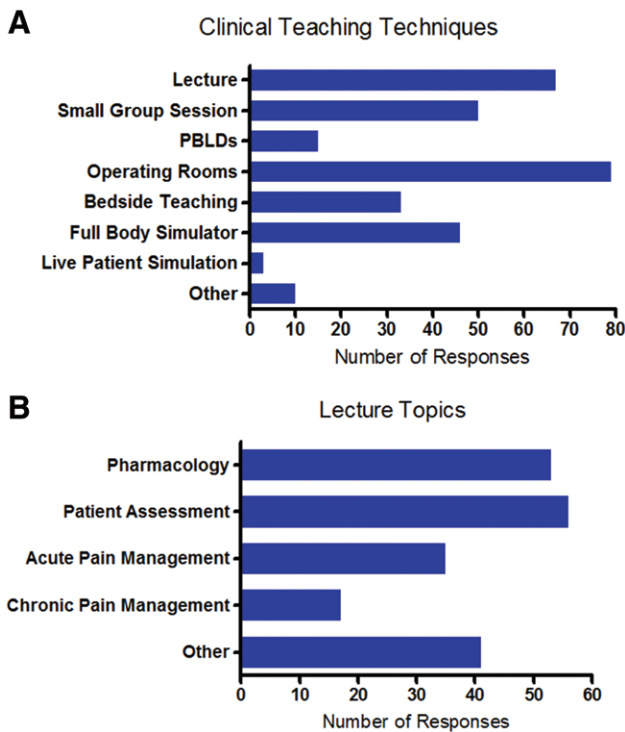 A
Clinical Teaching Techniques
Lecture
Small Group Session
PBLDs
Operating Rooms
Bedside Teaching
Full Body Simulator
Live Patient Simulation
Other
0 10 20 30 40 50 60 70 80
Number of Responses
B
Lecture Topics
Pharmacology
Patient Assessment
Acute Pain Management
Chronic Pain Management
Other
0 10 20 30 40 50 60
Number of Responses